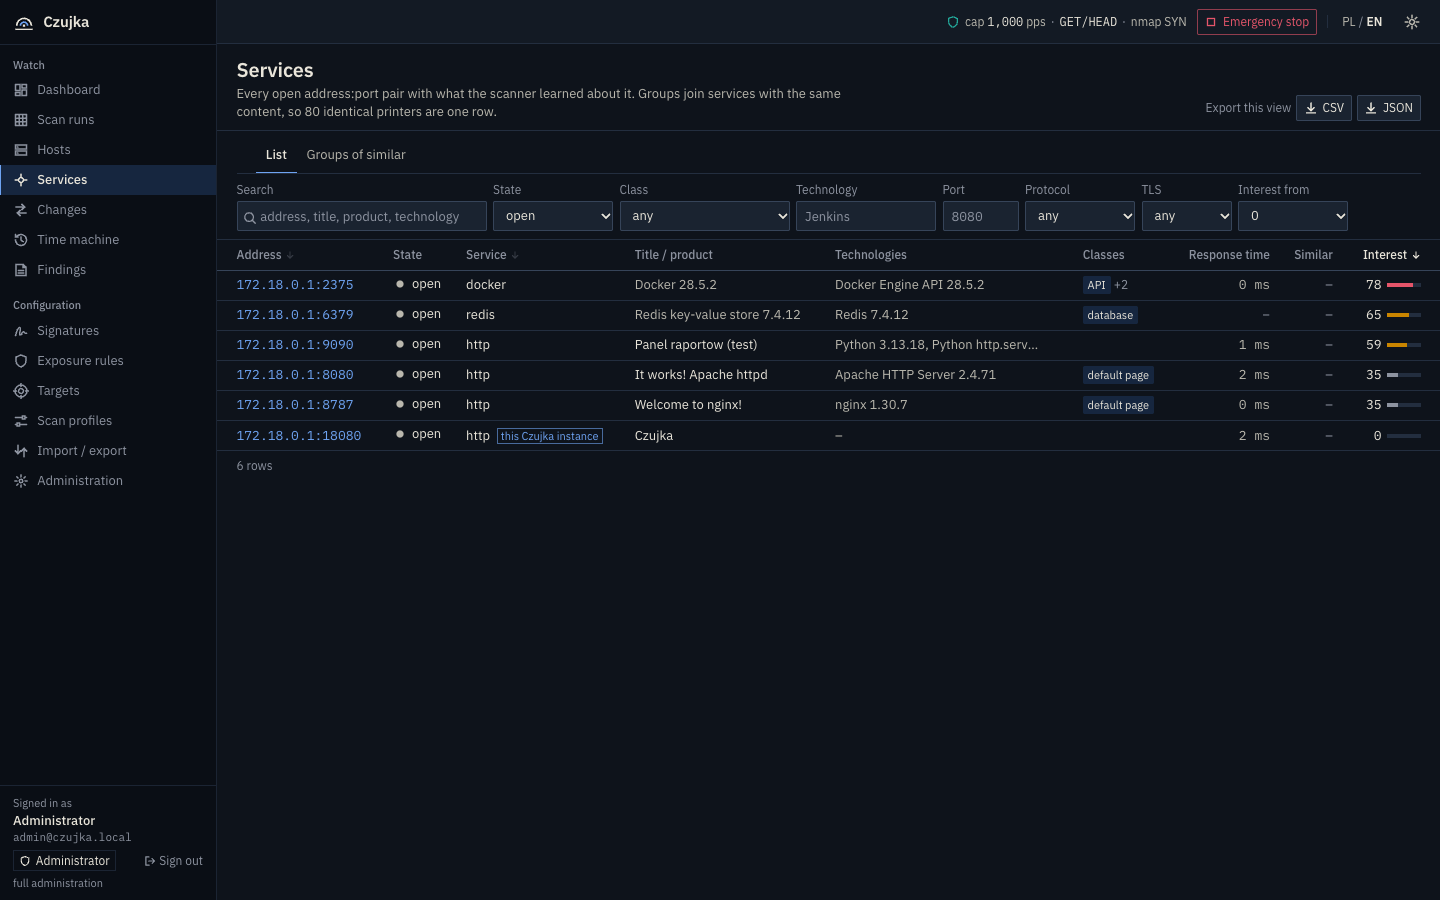 Czujka
cap 1,000 pps · GET/HEAD · nmap SYN
Emergency stop
PL / EN
Watch
Dashboard
Scan runs
Hosts
Services
Changes
Time machine
Findings
Configuration
Signatures
Exposure rules
Targets
Scan profiles
Import / export
Administration
Signed in as
Administrator
admin@czujka.local
Administrator
Sign out
full administration
Services
Every open address:port pair with what the scanner learned about it. Groups join services with the same
content, so 80 identical printers are one row.
Export this view
CSV
JSON
List
Groups of similar
Search State Class Technology Port Protocol TLS Interest from
address, title, product, technology open any Jenkins 8080 any any 0
Address ↓ State Service ↓ Title / product Technologies Classes Response time Similar Interest ↓
172.18.0.1:2375 open docker Docker 28.5.2 Docker Engine API 28.5.2 API +2 0 ms – 78
172.18.0.1:6379 open redis Redis key-value store 7.4.12 Redis 7.4.12 database – – 65
172.18.0.1:9090 open http Panel raportow (test) Python 3.13.18, Python http.serv… 1 ms – 59
172.18.0.1:8080 open http It works! Apache httpd Apache HTTP Server 2.4.71 default page 2 ms – 35
172.18.0.1:8787 open http Welcome to nginx! nginx 1.30.7 default page 0 ms – 35
172.18.0.1:18080 open http this Czujka instance Czujka – 2 ms – 0
6 rows